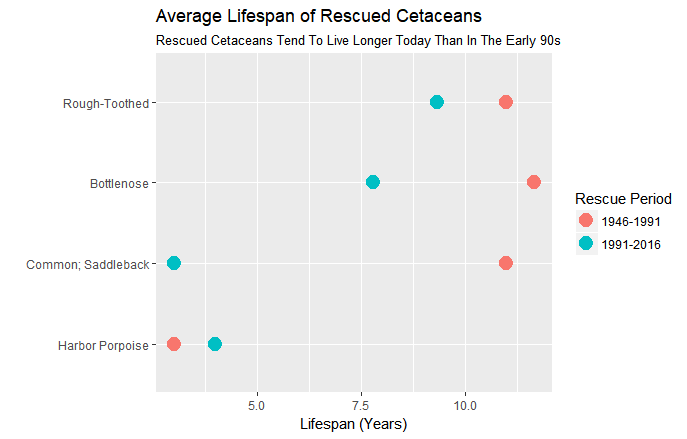 Average Lifespan of Rescued Cetaceans
Rescued Cetaceans Tend To Live Longer Today Than In The Early 90s
Rough-Toothed
Bottlenose
Common; Saddleback
Harbor Porpoise
5.0
7.5
10.0
Lifespan (Years)
Rescue Period
1946-1991
1991-2016